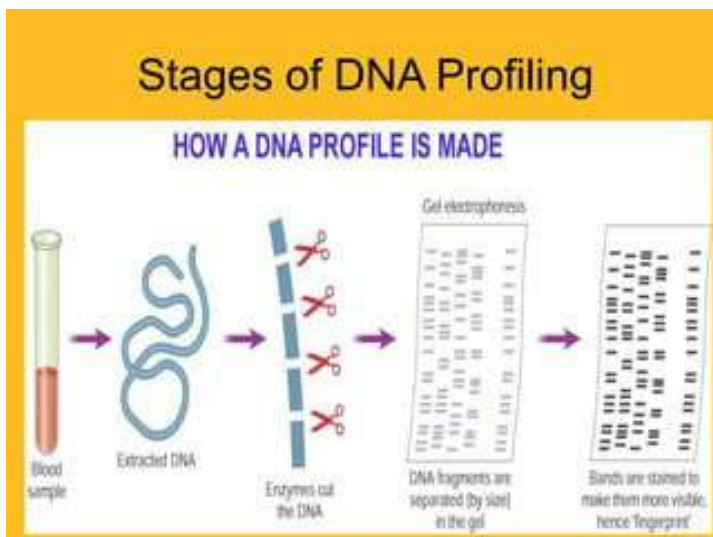 Stages of DNA Profiling
HOW A DNA PROFILE IS MADE
Gel electrophoresis
Blood
sample
Extracted DNA
Enzymes cut
the DNA
DNA fragments are
separated (by size)
in the gel
Bands are stained to
make them more visible,
hence 'fingerprint'